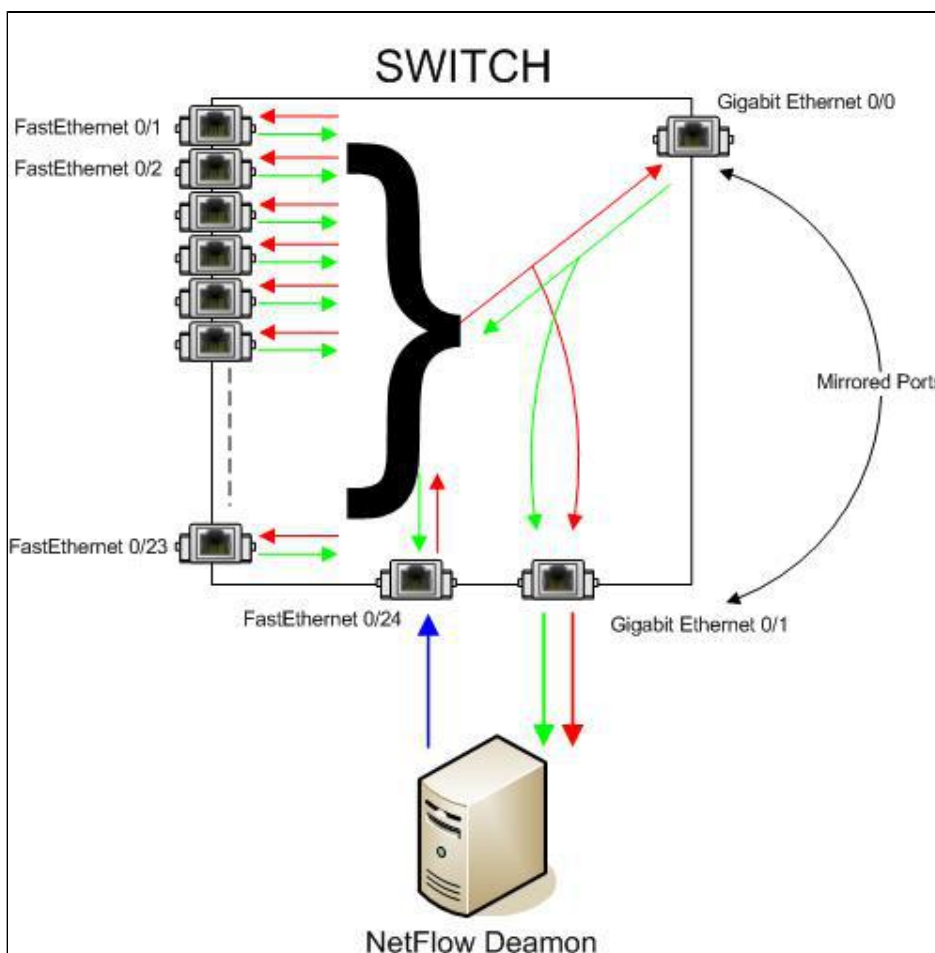 SWITCH
Gigabit Ethernet 0/0
FastEthernet 0/1
FastEthernet 0/2
Mirrored Ports
FastEthernet 0/23
FastEthernet 0/24
Gigabit Ethernet 0/1
NetFlow Deamon